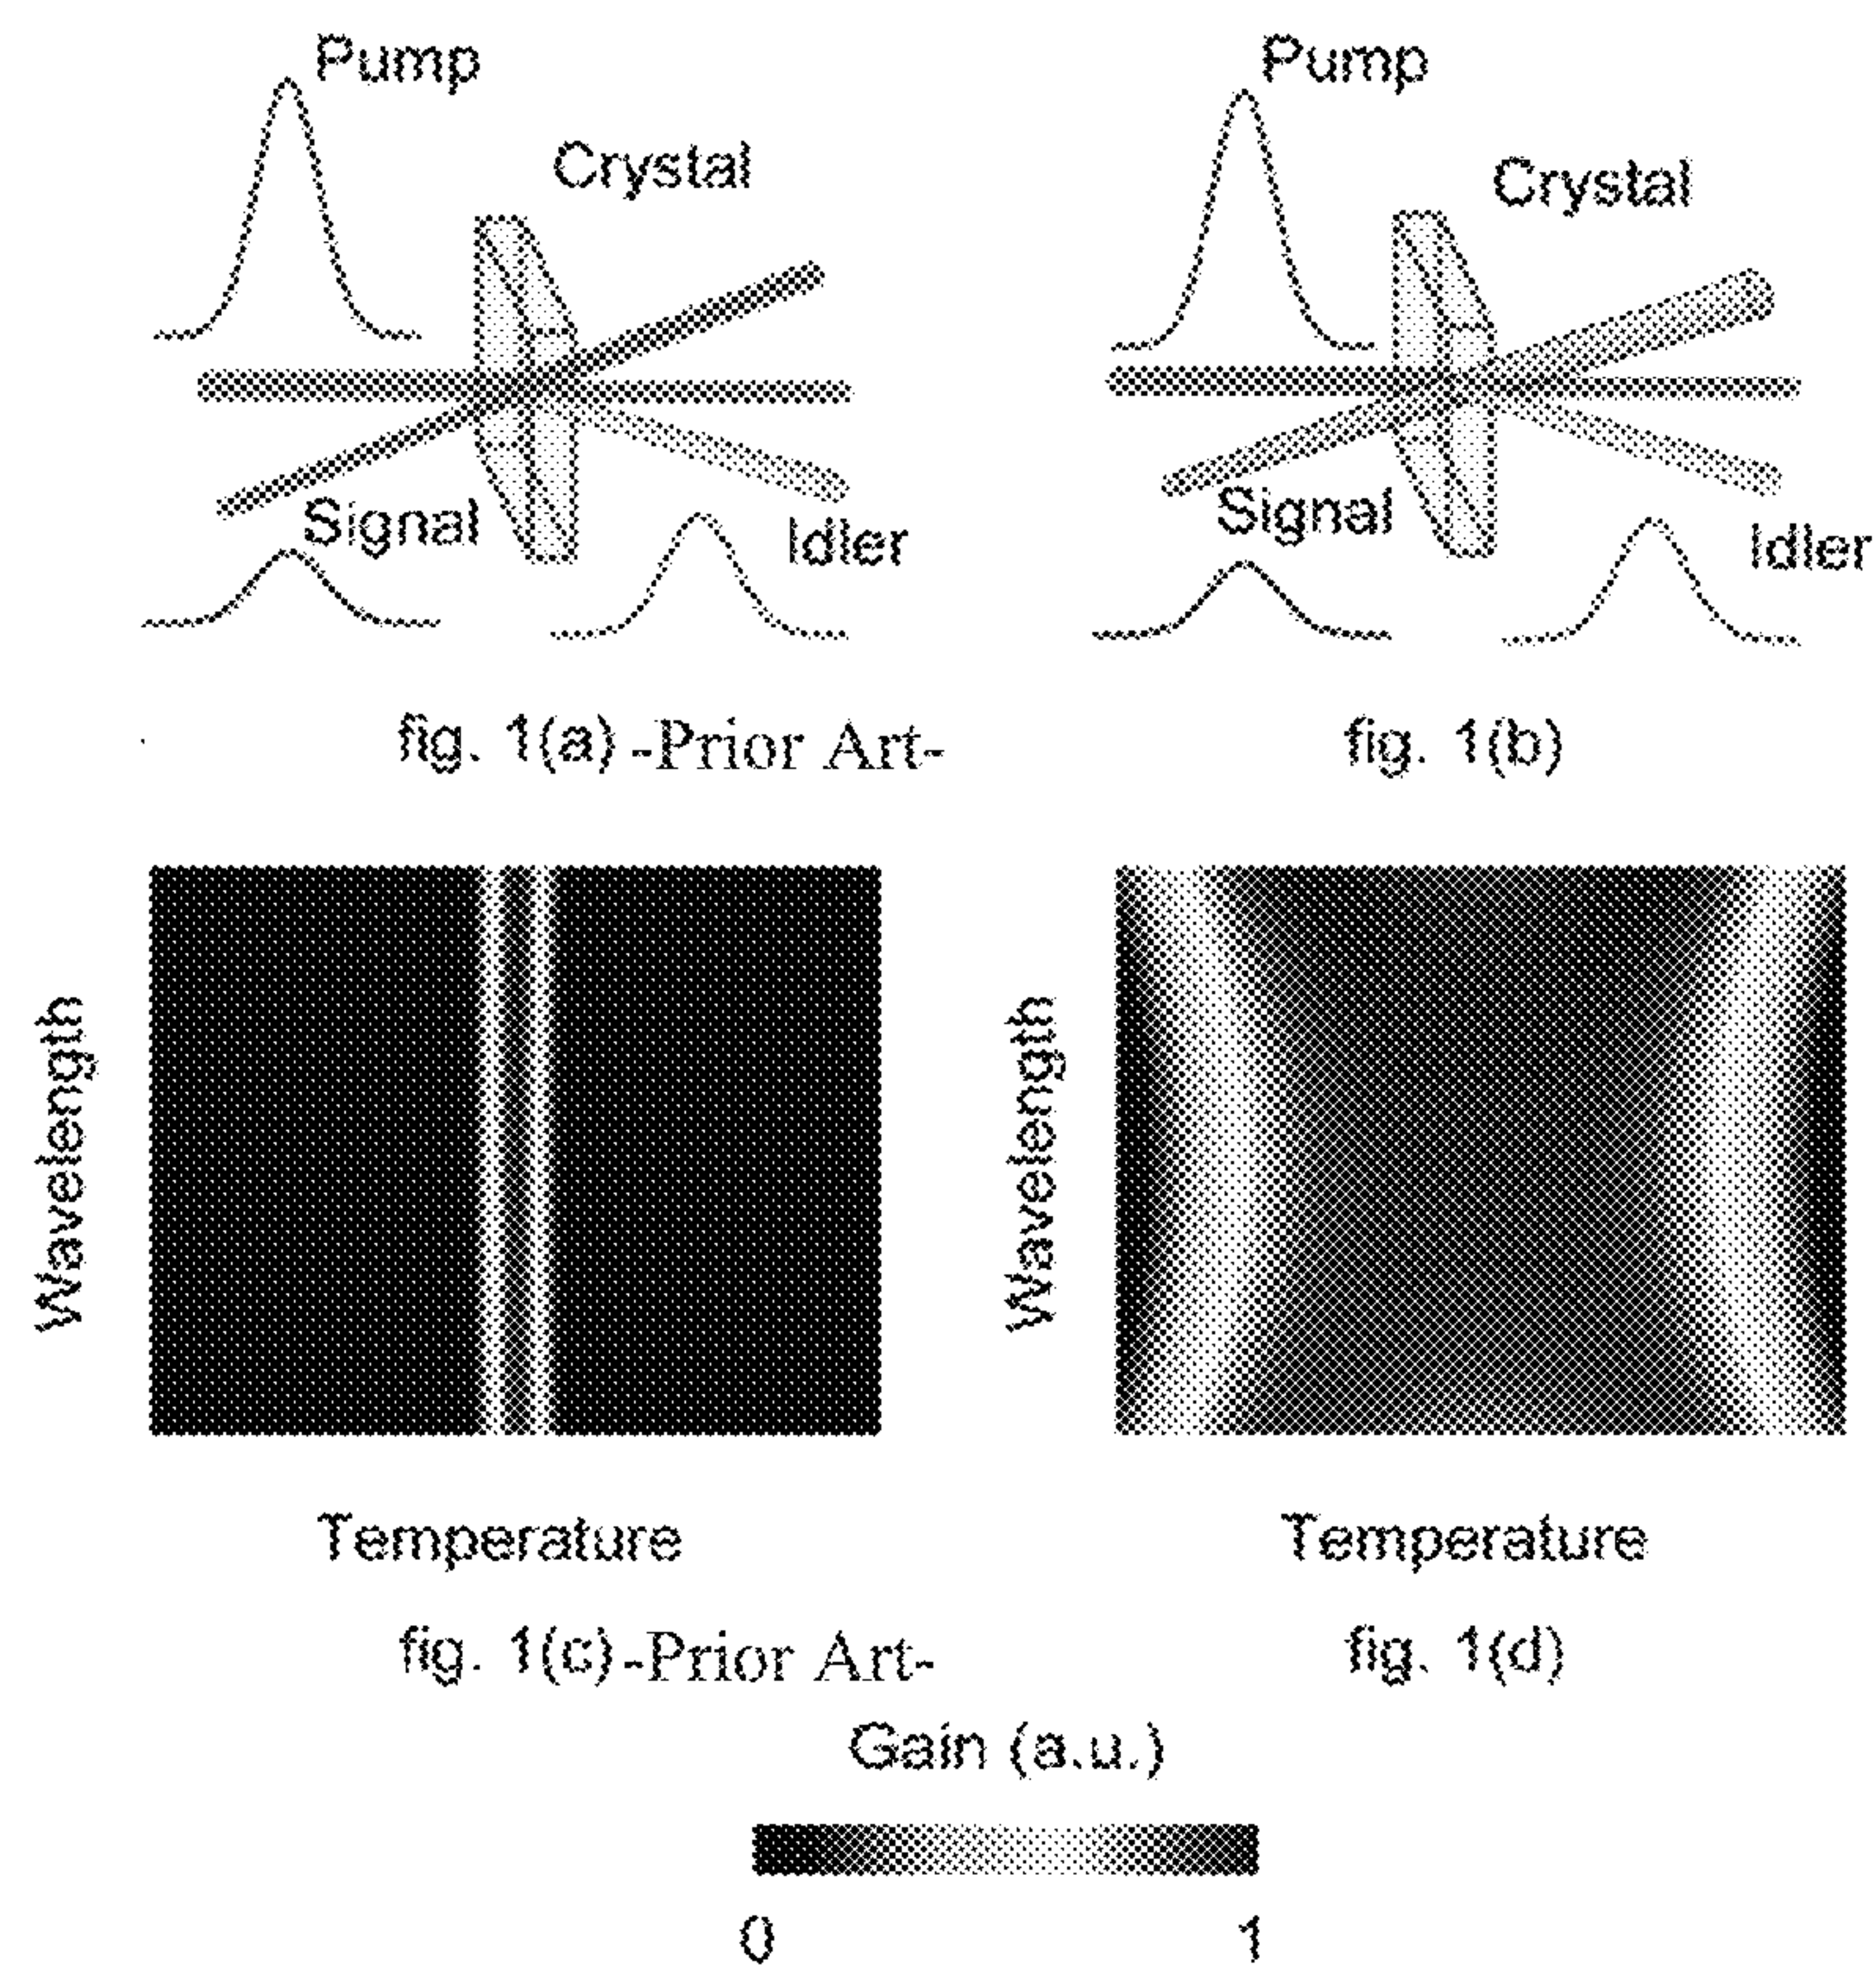 Pump
Pump
Crystal
Crystal
Signal
Idler
Signal
Idler
fig. 1(a) -Prior Art-
fig. 1(b)
Wavelength
Wavelength
Temperature
Temperature
fig. 1(c) -Prior Art-
fig. 1(d)
Gain (a.u.)
0
1